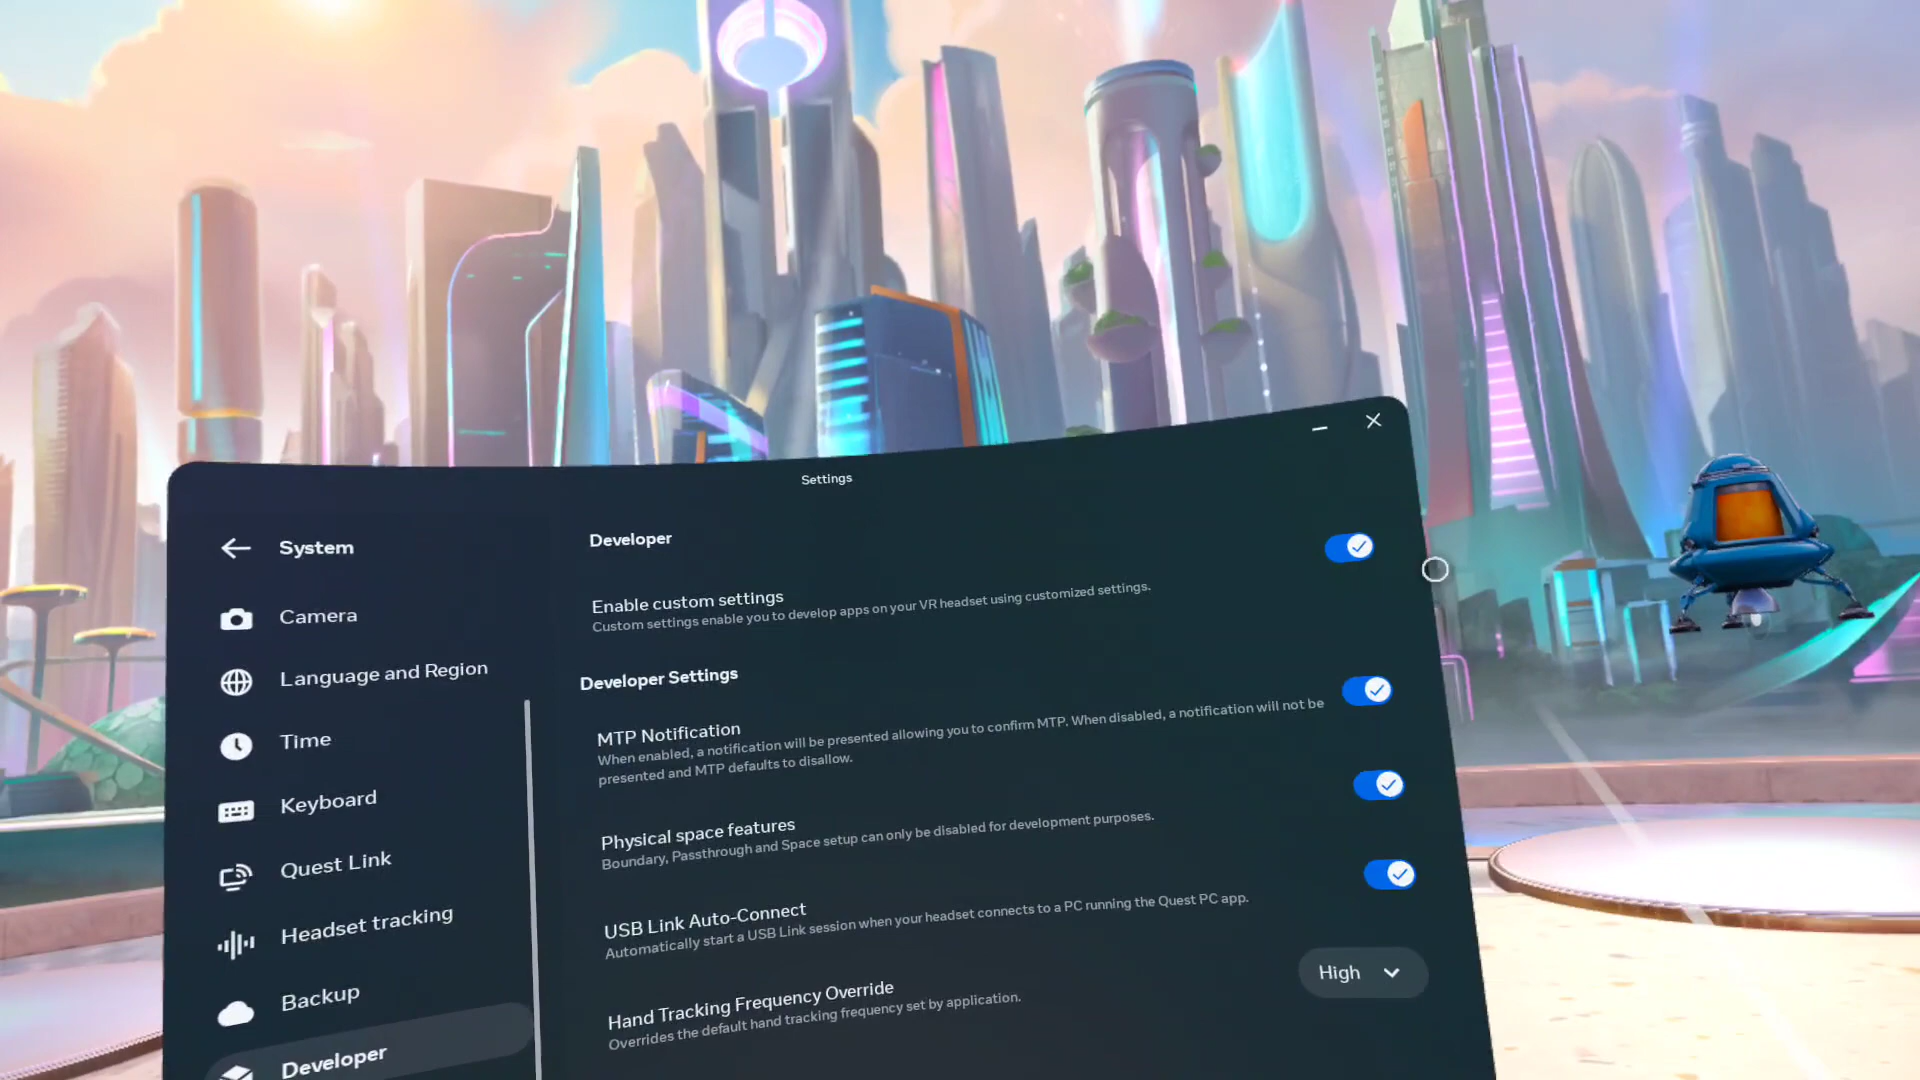 Settings
System
Camera
Language and Region
Time
Keyboard
Quest Link
Headset tracking
Backup
Developer
Developer
Enable custom settings
Custom settings enable you to develop apps on your VR headset using customized settings.
Developer Settings
MTP Notification
When enabled, a notification will be presented allowing you to confirm MTP. When disabled, a notification will not be
presented and MTP defaults to disallow.
Physical space features
Boundary, Passthrough and Space setup can only be disabled for development purposes.
USB Link Auto-Connect
Automatically start a USB Link session when your headset connects to a PC running the Quest PC app.
Hand Tracking Frequency Override
Overrides the default hand tracking frequency set by application.
High